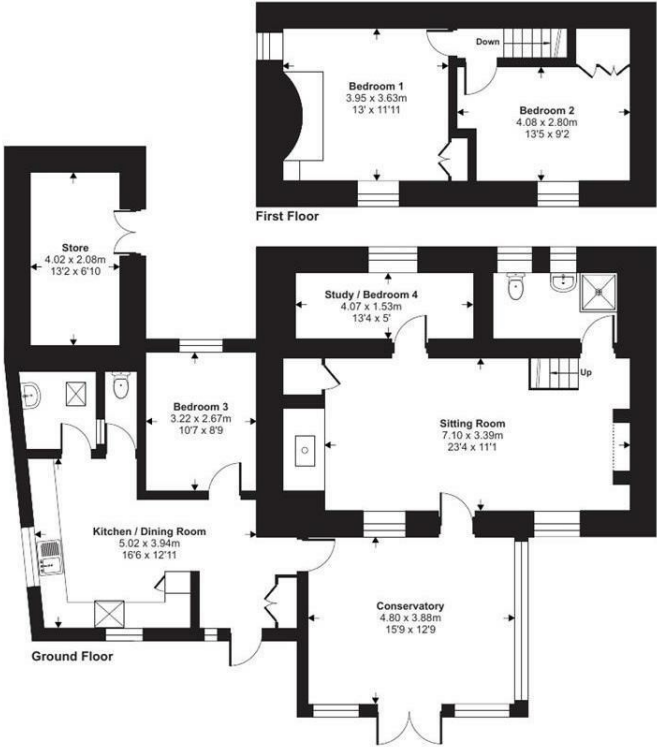 Bedroom 1
3.95 x 3.63m
13' x 11'11
Down
Bedroom 2
4.08 x 2.80m
13'5 x 9'2
First Floor
Store
4.02 x 2.08m
13'2 x 6'10
Study / Bedroom 4
4.07 x 1.53m
13'4 x 5'
Up
Bedroom 3
3.22 x 2.67m
10'7 x 8'9
Sitting Room
7.10 x 3.39m
23'4 x 11'1
Kitchen / Dining Room
5.02 x 3.94m
16'6 x 12'11
Conservatory
4.80 x 3.88m
15'9 x 12'9
Ground Floor